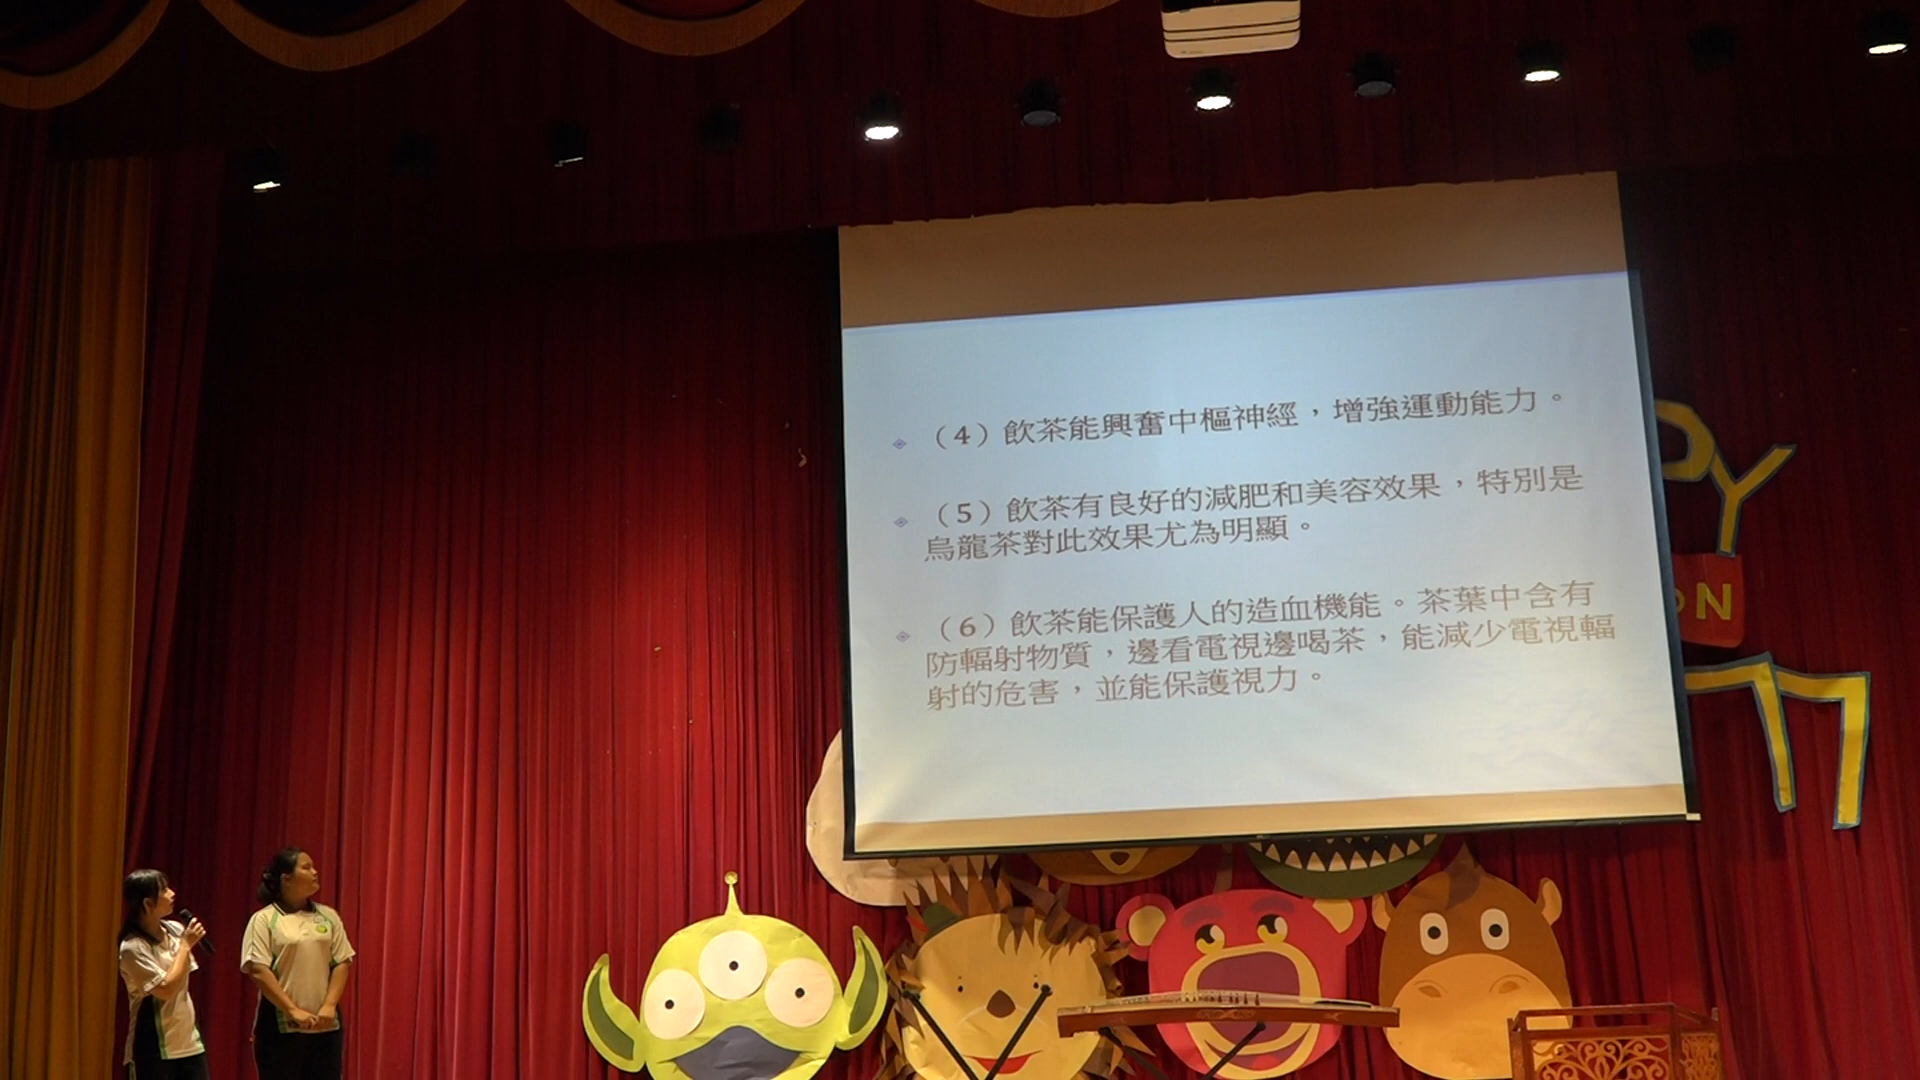 （4）飲茶能興奮中樞神經，增強運動能力。
（5）飲茶有良好的減肥和美容效果，特別是
烏龍茶對此效果尤為明顯。
（6）飲茶能保護人的造血機能。茶葉中含有
防輻射物質，邊看電視邊喝茶，能減少電視輻
射的危害，並能保護視力。
PY
N